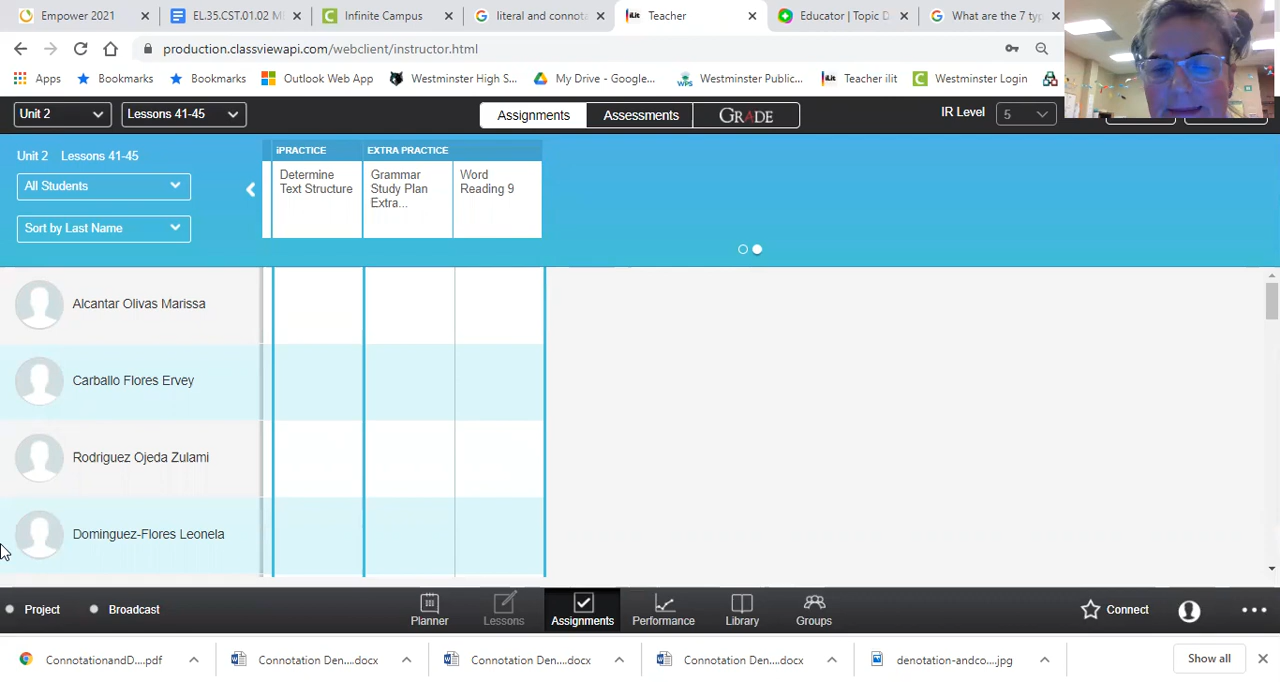 Empower 2021
EL.35.CST.01.02 MI
Infinite Campus
literal and connota
Teacher
Educator | Topic D
What are the 7 typ
production.classviewapi.com/webclient/instructor.html
Apps
Bookmarks
Bookmarks
Outlook Web App
Westminster High S...
My Drive - Google...
Westminster Public...
Teacher ilit
Westminster Login
Unit 2
Lessons 41-45
Assignments
Assessments
GRADE
IR Level
5
Unit 2 Lessons 41-45
All Students
Sort by Last Name
iPRACTICE
EXTRA PRACTICE
Determine
Text Structure
Grammar
Study Plan
Extra...
Word
Reading 9
Alcantar Olivas Marissa
Carballo Flores Ervey
Rodriguez Ojeda Zulami
Dominguez-Flores Leonela
Project
Broadcast
Planner
Lessons
Assignments
Performance
Library
Groups
Connect
ConnotationandD....pdf
Connotation Den....docx
Connotation Den....docx
Connotation Den....docx
denotation-andco....jpg
Show all